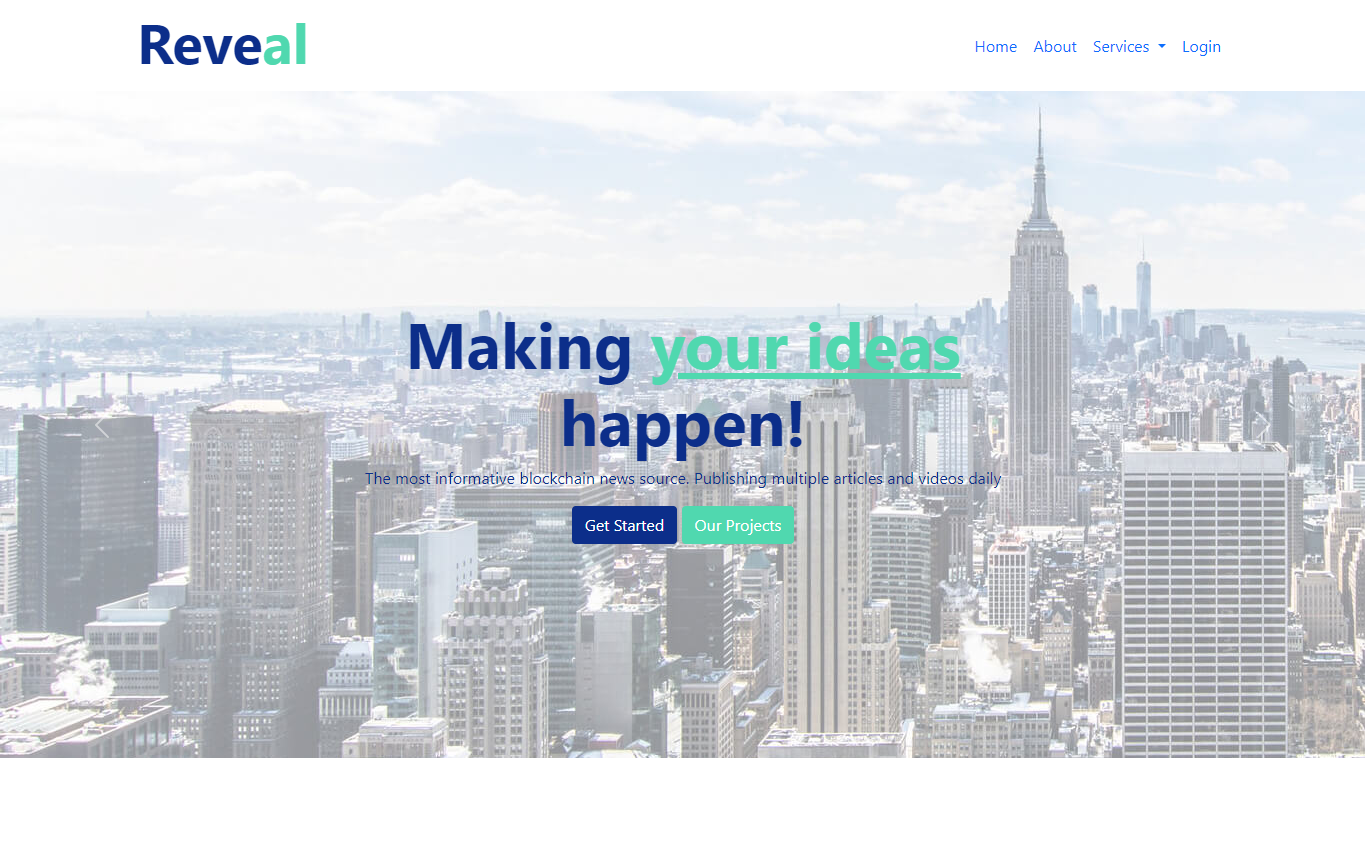 Reveal
Home About Services Login
Making your ideas
happen!
The most informative blockchain news source. Publishing multiple articles and videos daily
Get Started Our Projects